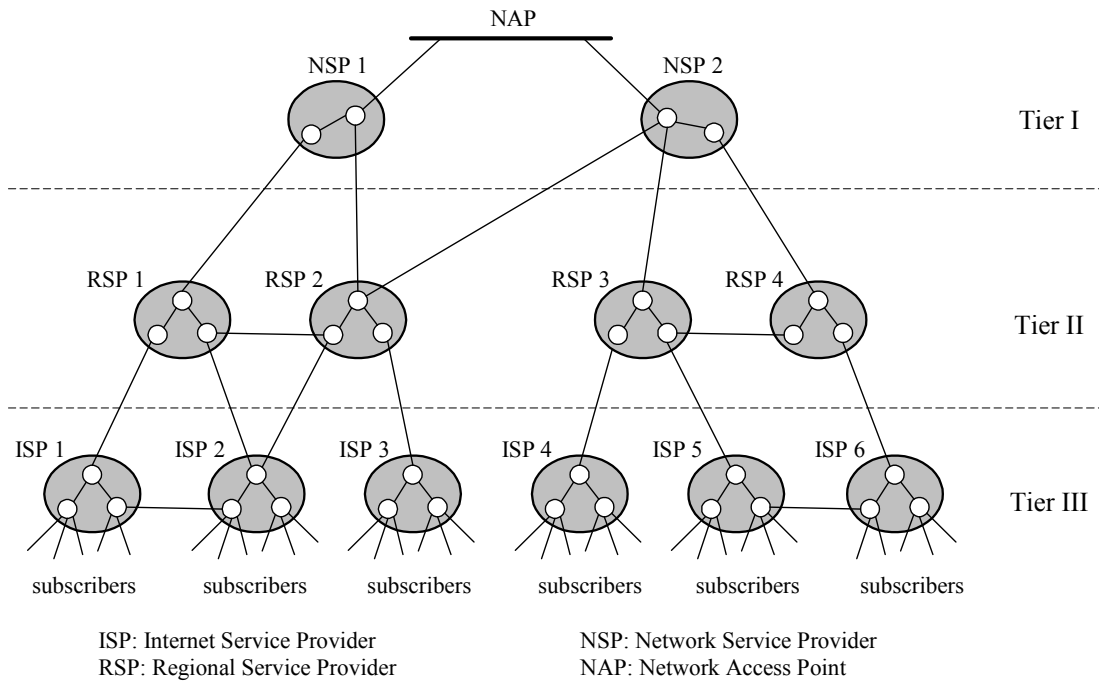 NAP
NSP 1
NSP 2
Tier I
RSP 1
RSP 2
RSP 3
RSP 4
Tier II
ISP 1
ISP 2
ISP 3
ISP 4
ISP 5
ISP 6
Tier III
subscribers
subscribers
subscribers
subscribers
subscribers
subscribers
ISP: Internet Service Provider
NSP: Network Service Provider
RSP: Regional Service Provider
NAP: Network Access Point